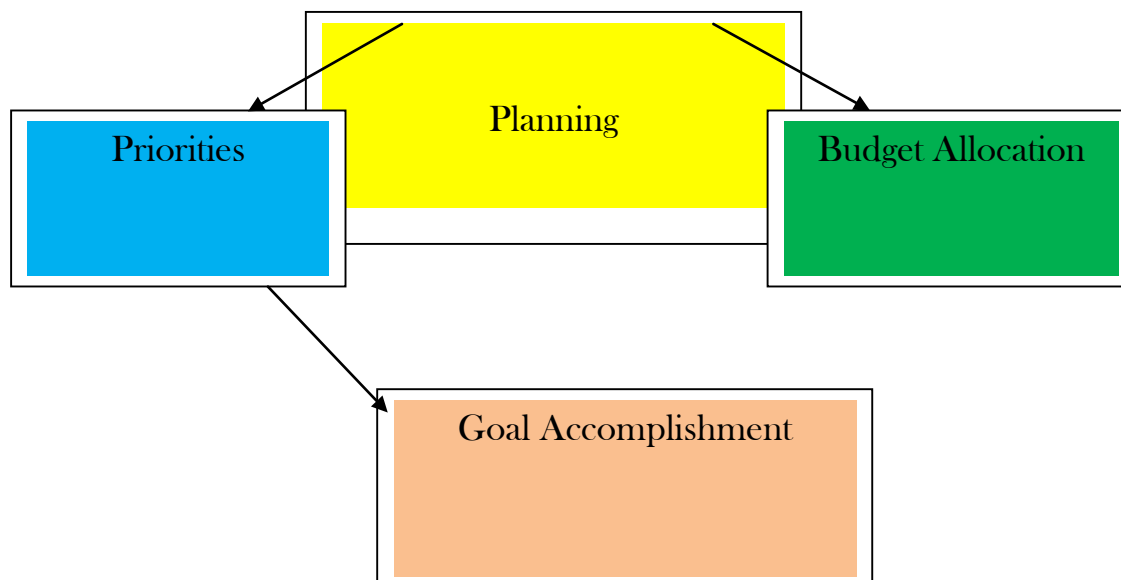 Planning
Priorities
Budget Allocation
Goal Accomplishment